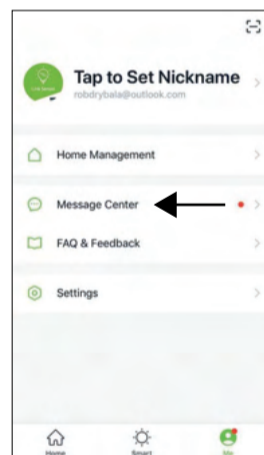 Tap to Set Nickname
robdrybala@outlook.com
Home Management
Message Center
FAQ & Feedback
Settings
Home Smart Me